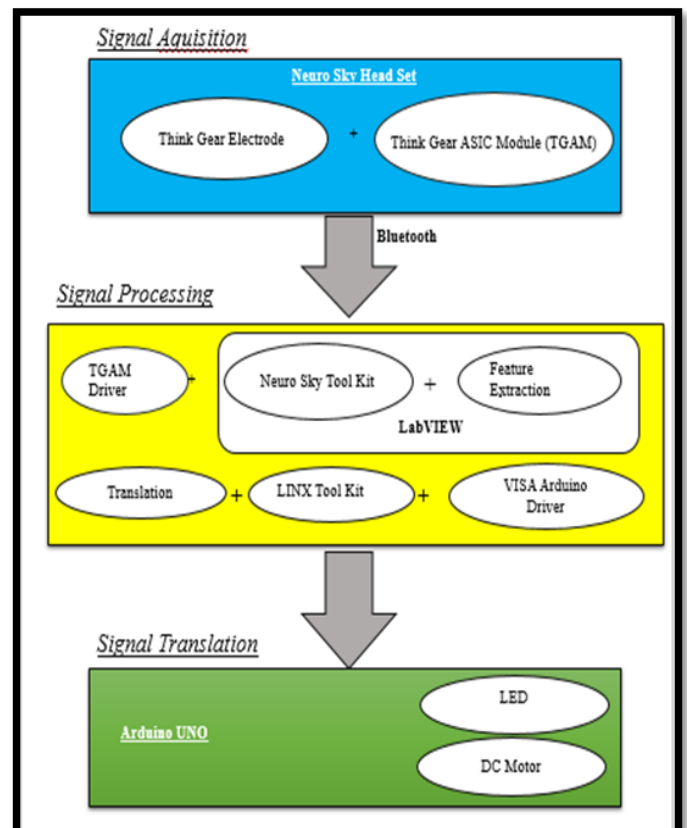 Signal Aquisition
Neuro Sky Head Set
Think Gear Electrode
+
Think Gear ASIC Module (TGAM)
Bluetooth
Signal Processing
TGAM
Driver
+
Neuro Sky Tool Kit
+
Feature
Extraction
LabVIEW
Translation
+
LINX Tool Kit
+
VISA Arduino
Driver
Signal Translation
Arduino UNO
LED
DC Motor